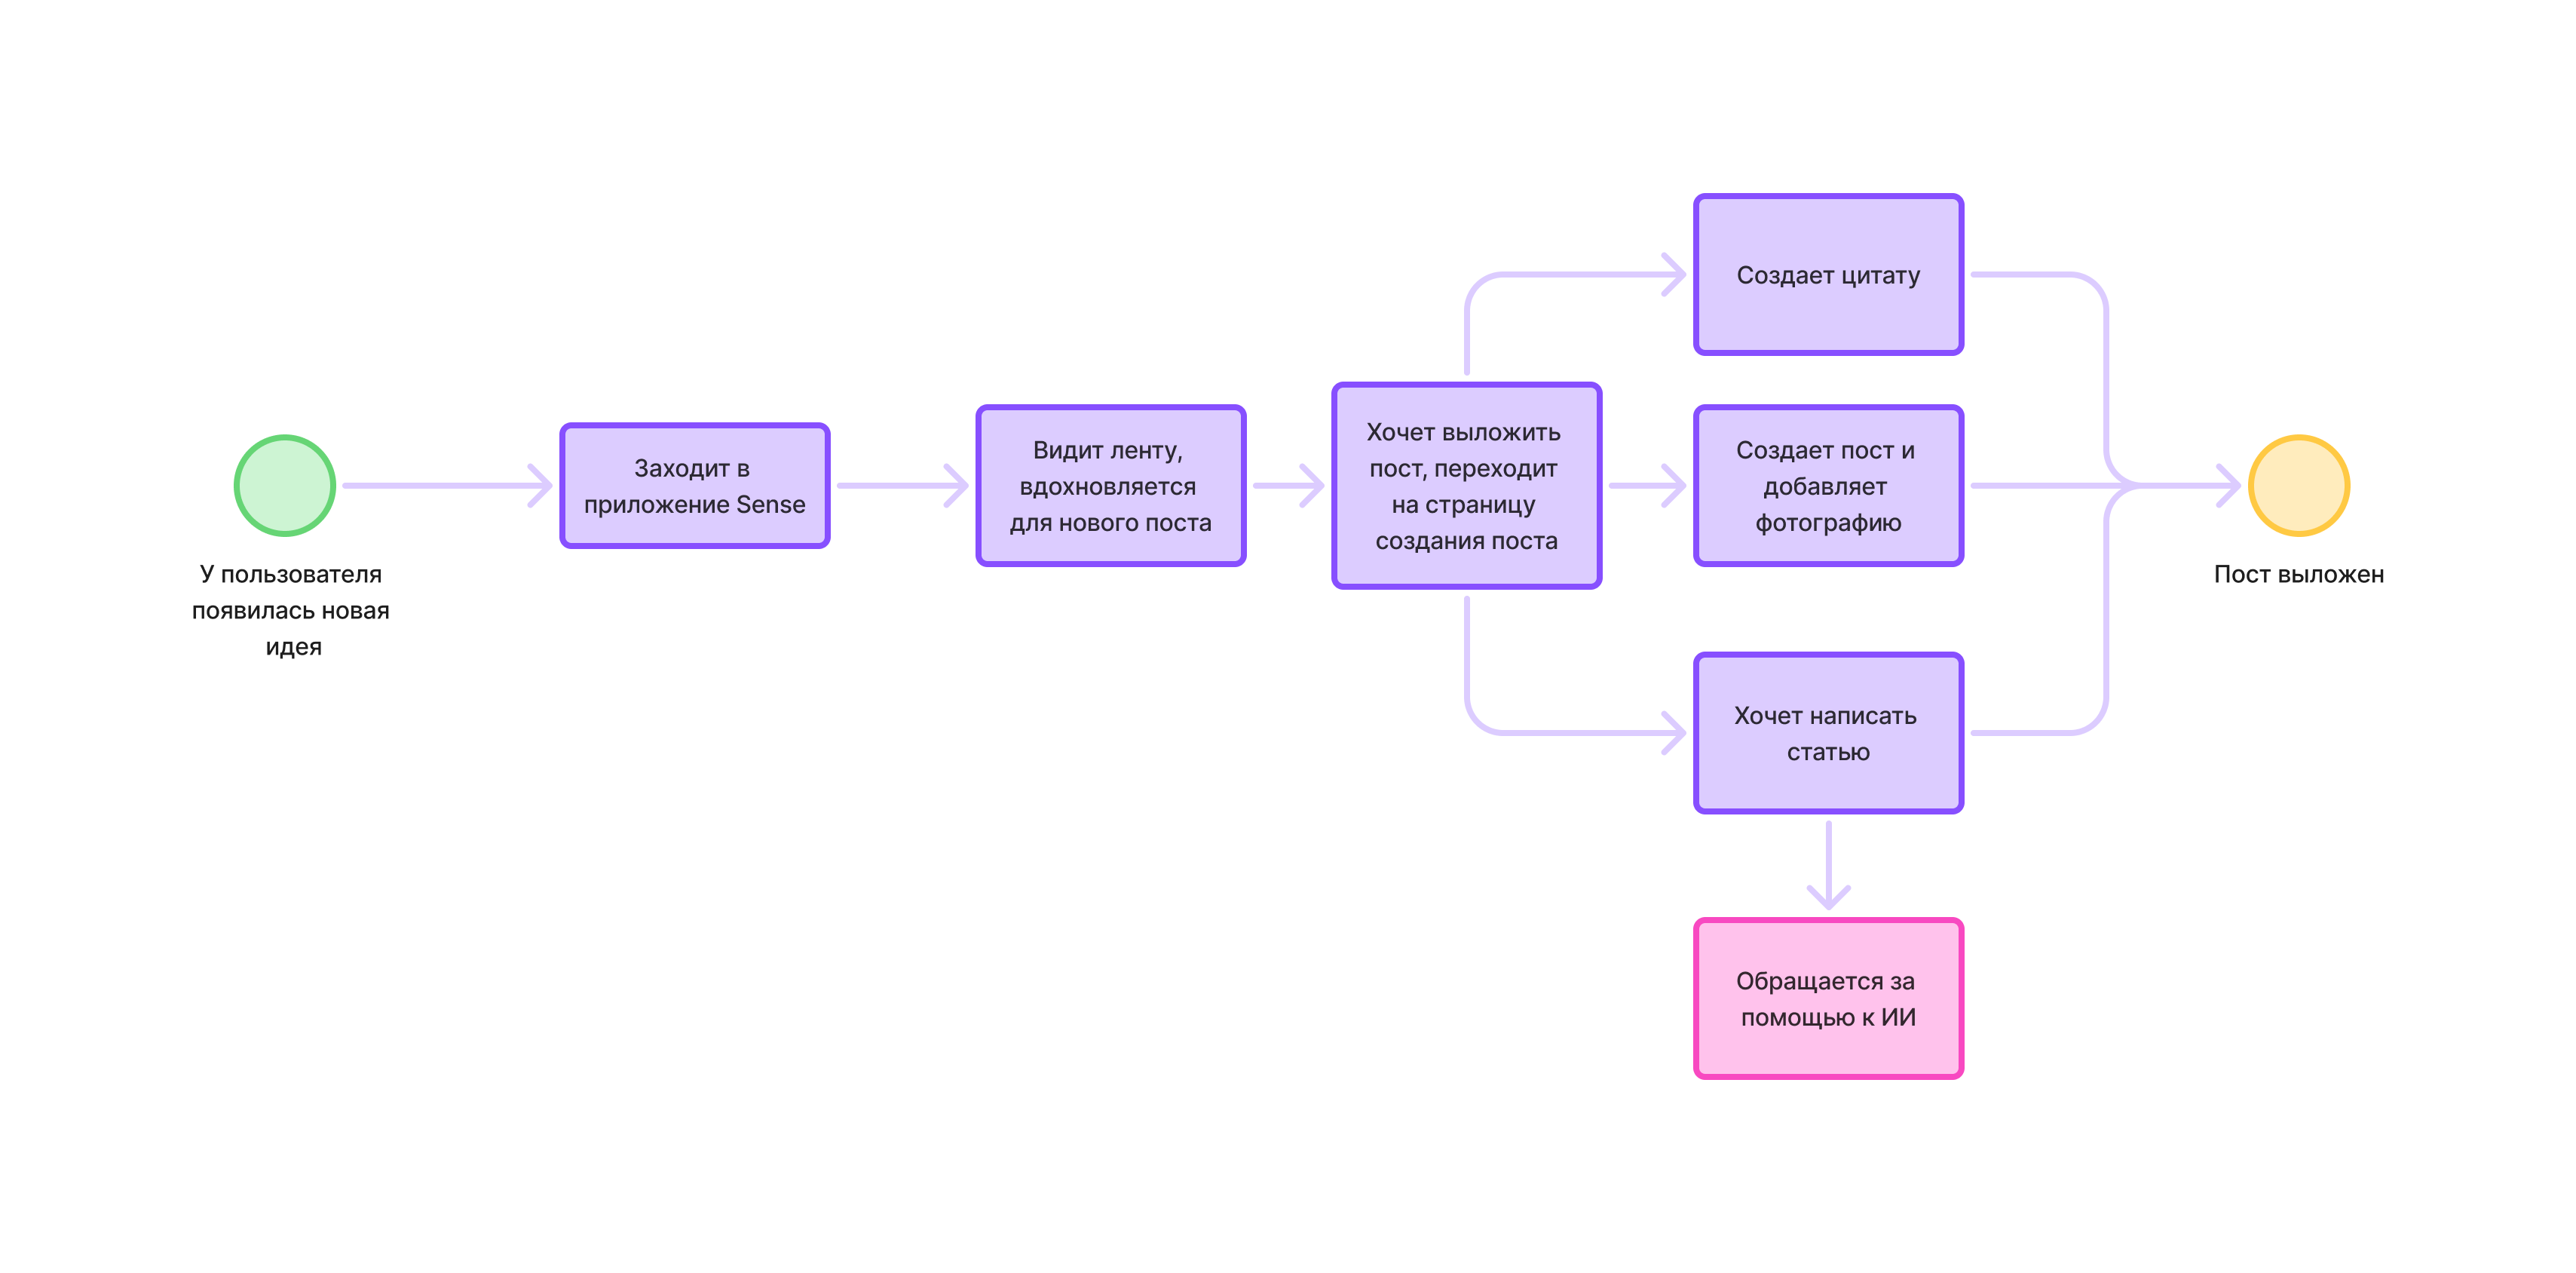 У пользователя
появилась новая
идея
Заходит в
приложение Sense
Видит ленту,
вдохновляется
для нового поста
Хочет выложить
пост, переходит
на страницу
создания поста
Создает цитату
Создает пост и
добавляет
фотографию
Хочет написать
статью
Обращается за
помощью к ИИ
Пост выложен